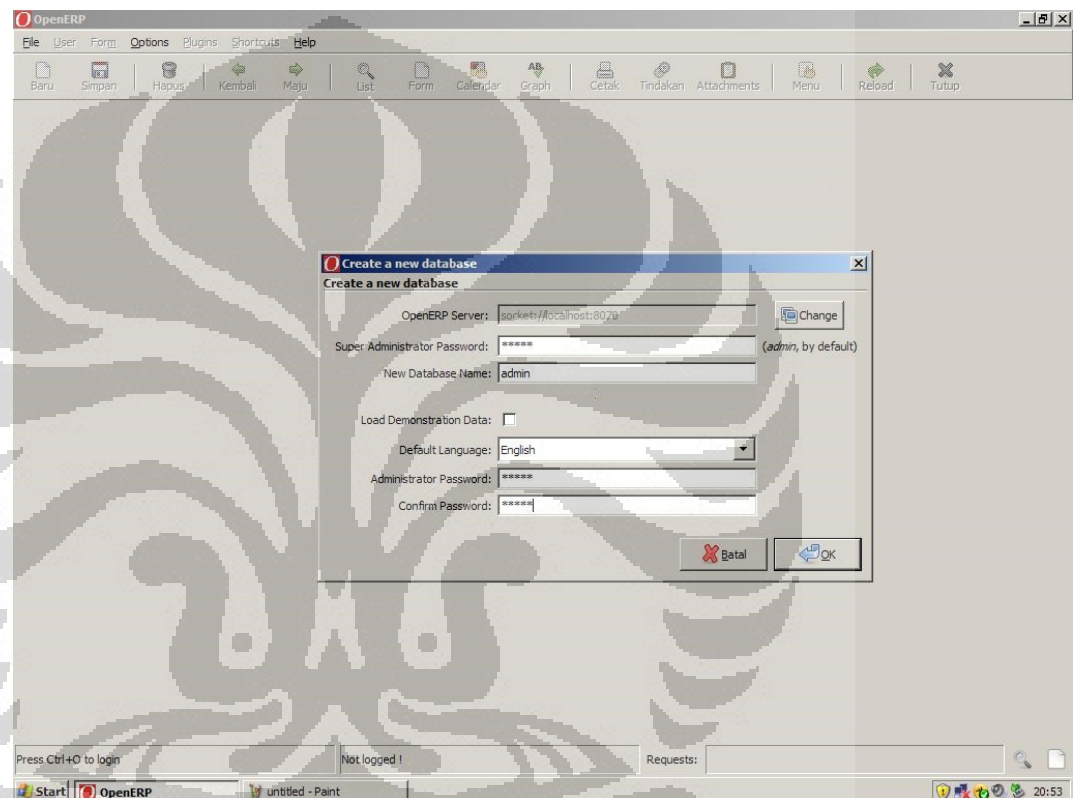 OpenERP
File User Form Options Plugins Shortcuts Help
Baru Simpan Hapus Kembali Maju List Form Calendar Graph Cetak Tindakan Attachments Menu Reload Tutup
Create a new database
Create a new database
OpenERP Server: socket://localhost:8070 Change
Super Administrator Password: ***** (admin, by default)
New Database Name: admin
Load Demonstration Data:
Default Language: English
Administrator Password: *****
Confirm Password: *****
Batal OK
Press Ctrl+O to login Not logged ! Requests:
Start OpenERP untitled - Paint 20:53